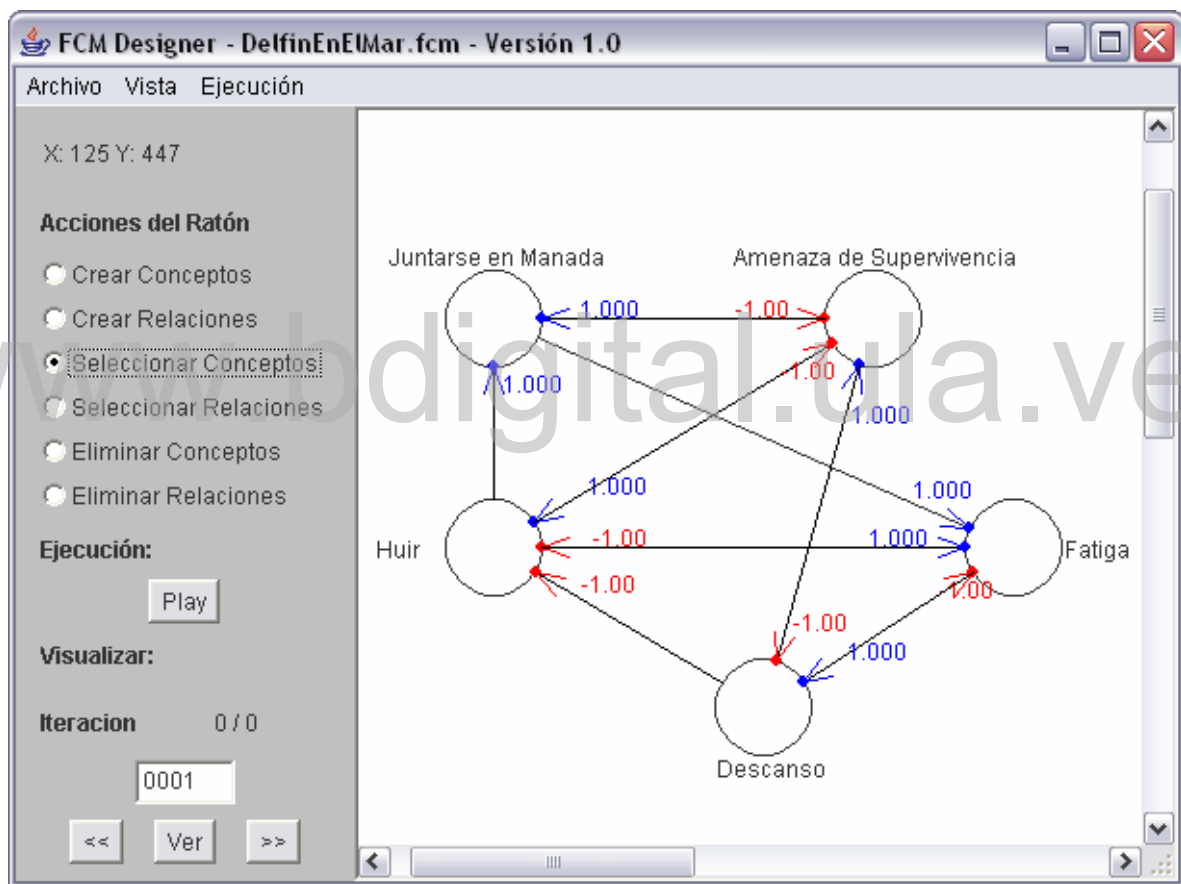 FCM Designer - DelfinEnElMar.fcm - Versión 1.0
Archivo Vista Ejecución
X: 125 Y: 447
Acciones del Ratón
Crear Conceptos
Crear Relaciones
Seleccionar Conceptos
Seleccionar Relaciones
Eliminar Conceptos
Eliminar Relaciones
Ejecución:
Play
Visualizar:
Iteracion 0 / 0
0001
<< Ver >>
Juntarse en Manada
Amenaza de Supervivencia
1.000
-1.00
-1.00
1.000
1.000
1.000
1.000
Huir
-1.00
1.000
Fatiga
-1.00
1.00
-1.00
1.000
Descanso
www.bdigital.ula.ve